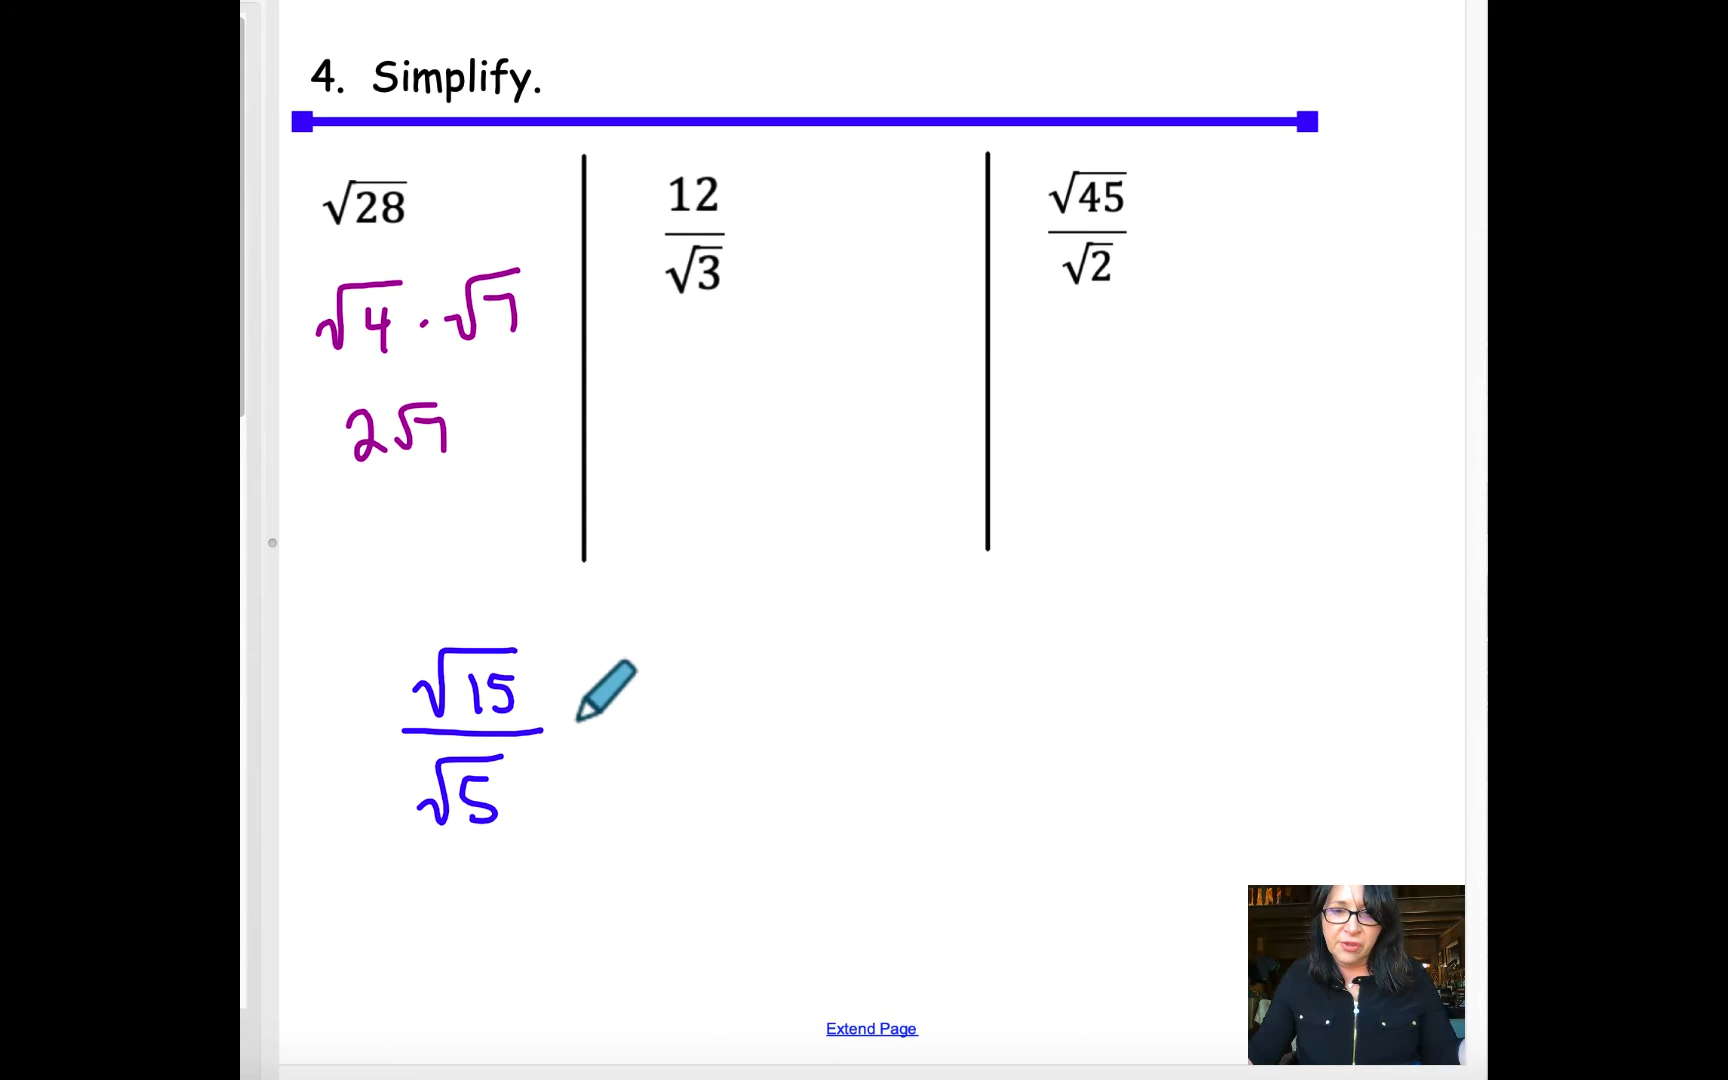 4. Simplify.
√28
√4 · √7
2√7
12
√3
√45
√2
√15
√5
Extend Page